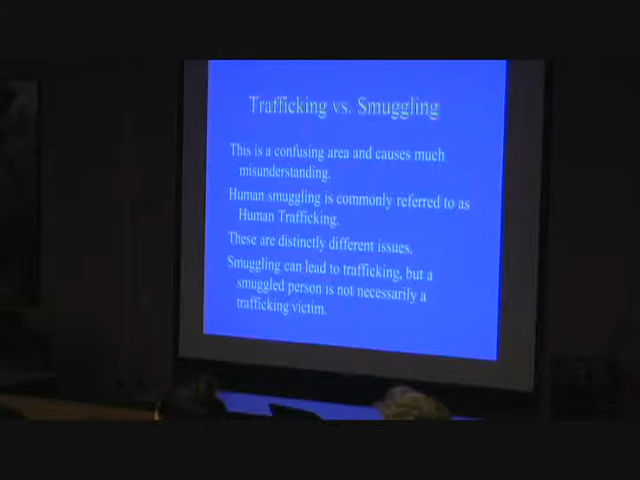 Trafficking vs. Smuggling
This is a confusing area and causes much
misunderstanding.
Human smuggling is commonly referred to as
Human Trafficking.
These are distinctly different issues.
Smuggling can lead to trafficking, but a
smuggled person is not necessarily a
trafficking victim.